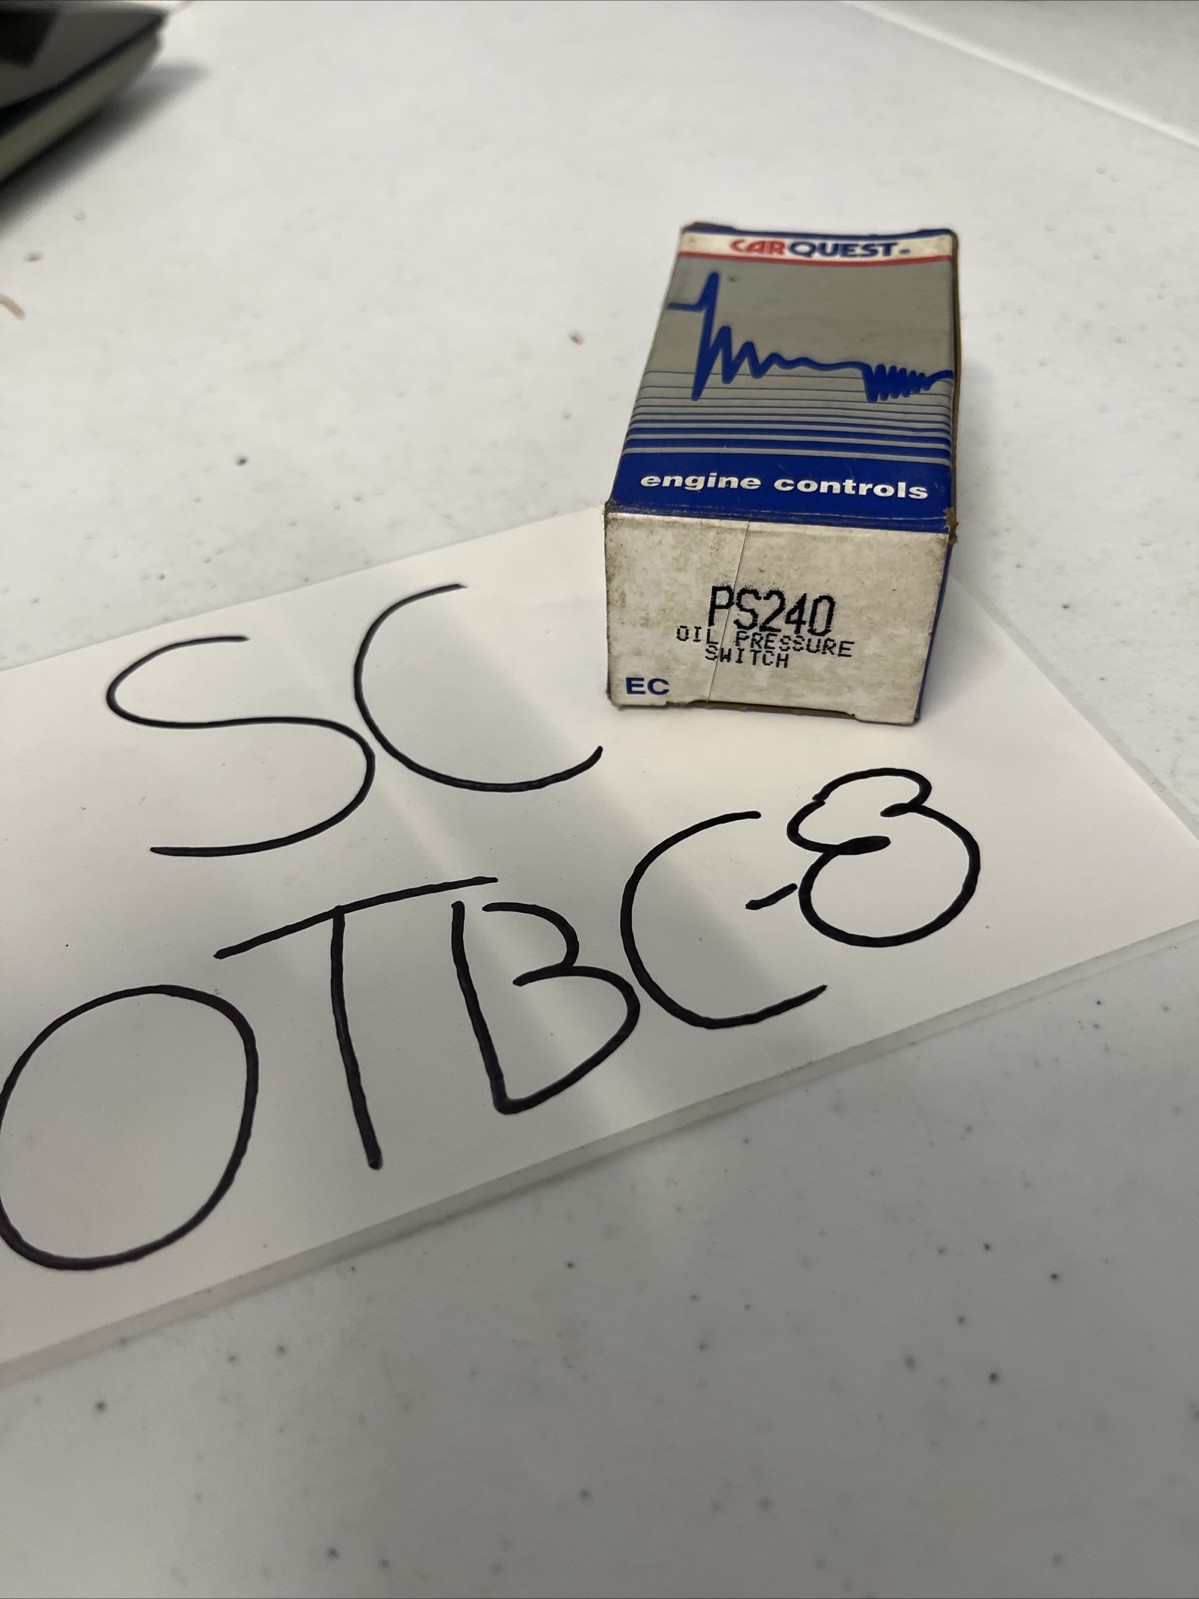 CARQUEST
engine controls
PS240
OIL PRESSURE
SWITCH
EC
SC
OTBC-8